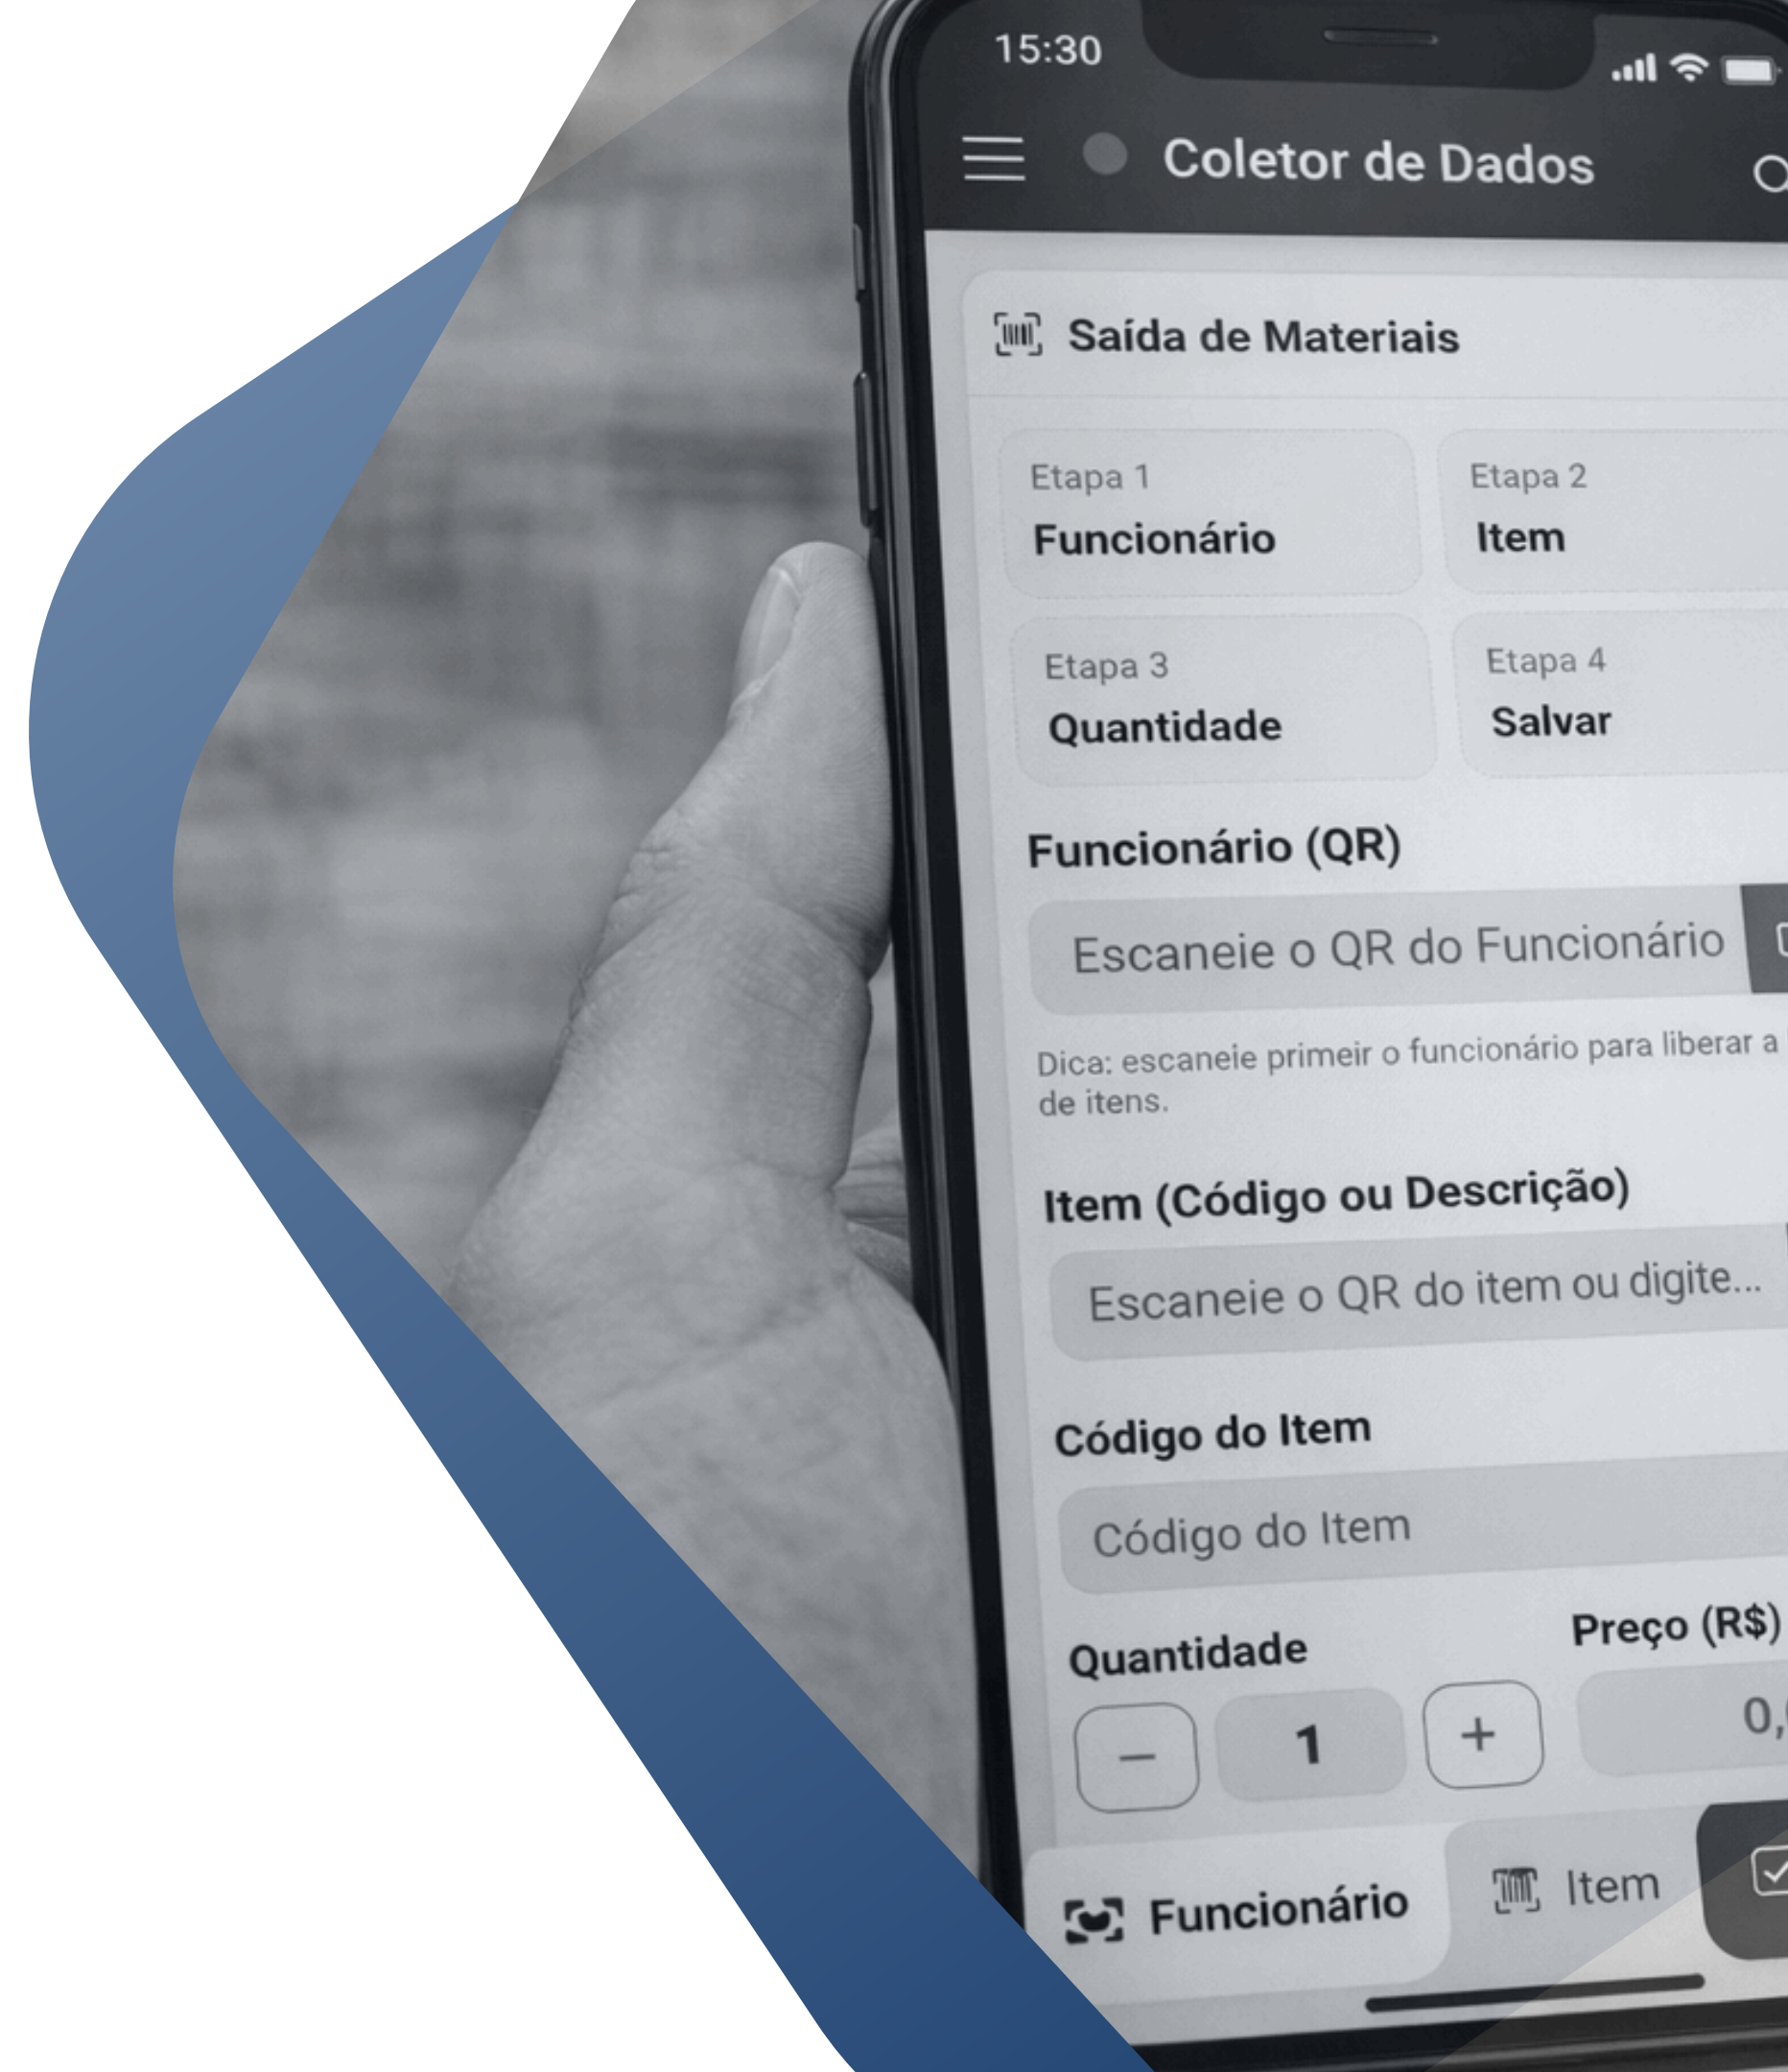 15:30
Coletor de Dados
Saída de Materiais
Etapa 1
Etapa 2
Funcionário
Item
Etapa 3
Etapa 4
Quantidade
Salvar
Funcionário (QR)
Escaneie o QR do Funcionário
Dica: escaneie primeir o funcionário para liberar a
de itens.
Item (Código ou Descrição)
Escaneie o QR do item ou digite...
Código do Item
Código do Item
Quantidade
Preço (R$)
1
0,
Funcionário
Item